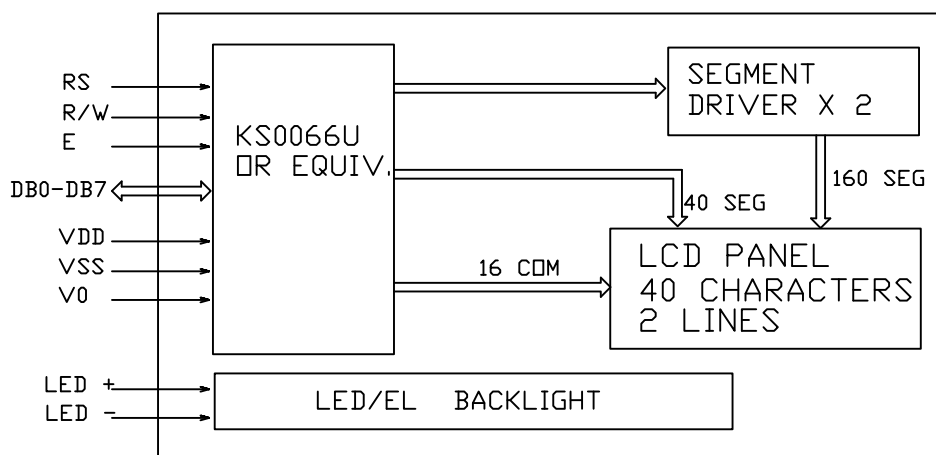 RS
R/W
E
DB0-DB7
VDD
VSS
V0
LED +
LED -
KS0066U
OR EQUIV.
SEGMENT
DRIVER X 2
160 SEG
40 SEG
16 COM
LCD PANEL
40 CHARACTERS
2 LINES
LED/EL BACKLIGHT